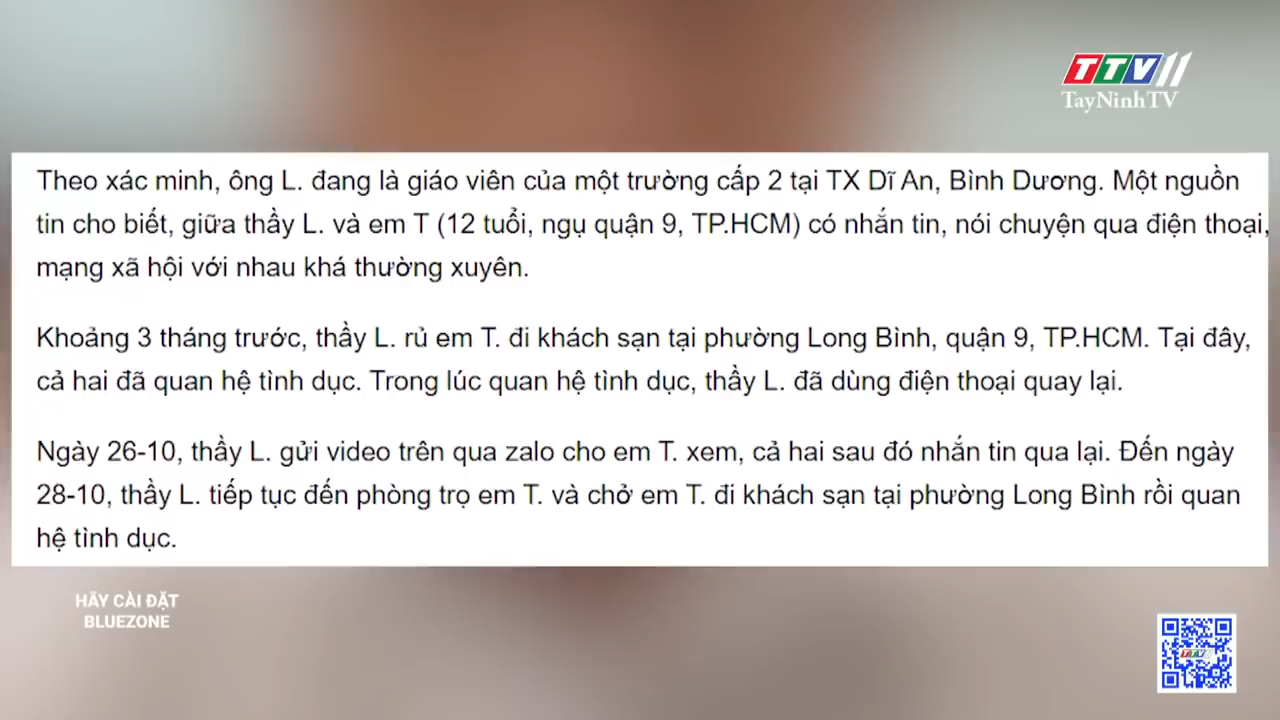 TTV11
TayNinhTV
Theo xác minh, ông L. đang là giáo viên của một trường cấp 2 tại TX Dĩ An, Bình Dương. Một nguồn
tin cho biết, giữa thầy L. và em T (12 tuổi, ngụ quận 9, TP.HCM) có nhắn tin, nói chuyện qua điện thoại,
mạng xã hội với nhau khá thường xuyên.
Khoảng 3 tháng trước, thầy L. rủ em T. đi khách sạn tại phường Long Bình, quận 9, TP.HCM. Tại đây,
cả hai đã quan hệ tình dục. Trong lúc quan hệ tình dục, thầy L. đã dùng điện thoại quay lại.
Ngày 26-10, thầy L. gửi video trên qua zalo cho em T. xem, cả hai sau đó nhắn tin qua lại. Đến ngày
28-10, thầy L. tiếp tục đến phòng trọ em T. và chở em T. đi khách sạn tại phường Long Bình rồi quan
hệ tình dục.
HÃY CÀI ĐẶT
BLUEZONE
TTV11